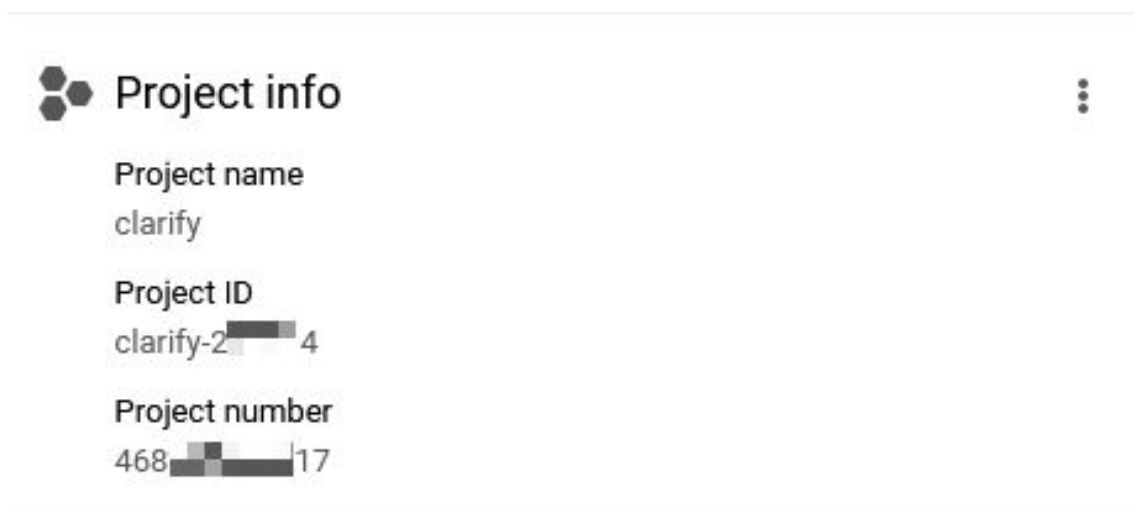 Project info
Project name
clarify
Project ID
clarify-2 4
Project number
468 17